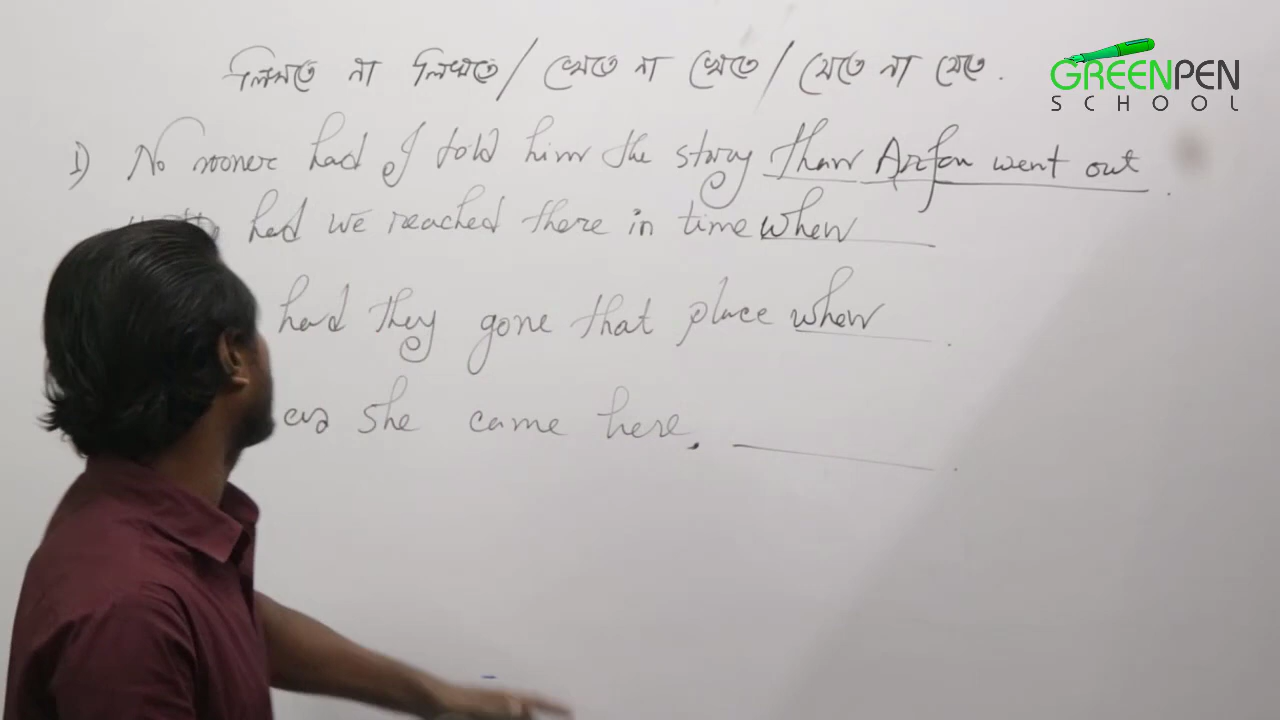 লিখতে না লিখতে / খেতে না খেতে / যেতে না যেতে.
GREENPEN
SCHOOL
1) No sooner had I told him the story than Arfan went out.
had we reached there in time when
had they gone that place when .
as she came here. .